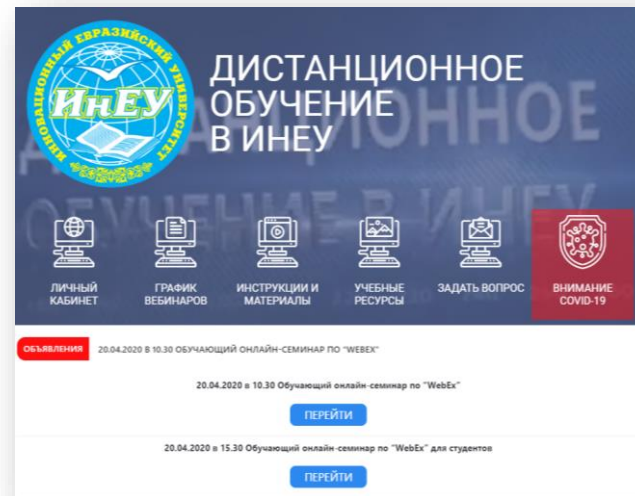 ИННОВАЦИОННЫЙ ЕВРАЗИЙСКИЙ УНИВЕРСИТЕТ
ИнЕУ
ДИСТАНЦИОННОЕ
ОБУЧЕНИЕ
В ИНЕУ
ЛИЧНЫЙ
КАБИНЕТ
ГРАФИК
ВЕБИНАРОВ
ИНСТРУКЦИИ И
МАТЕРИАЛЫ
УЧЕБНЫЕ
РЕСУРСЫ
ЗАДАТЬ ВОПРОС
ВНИМАНИЕ
COVID-19
ОБЪЯВЛЕНИЯ 20.04.2020 В 10.30 ОБУЧАЮЩИЙ ОНЛАЙН-СЕМИНАР ПО "WEBEX"
20.04.2020 в 10.30 Обучающий онлайн-семинар по "WebEx"
ПЕРЕЙТИ
20.04.2020 в 15.30 Обучающий онлайн-семинар по "WebEx" для студентов
ПЕРЕЙТИ